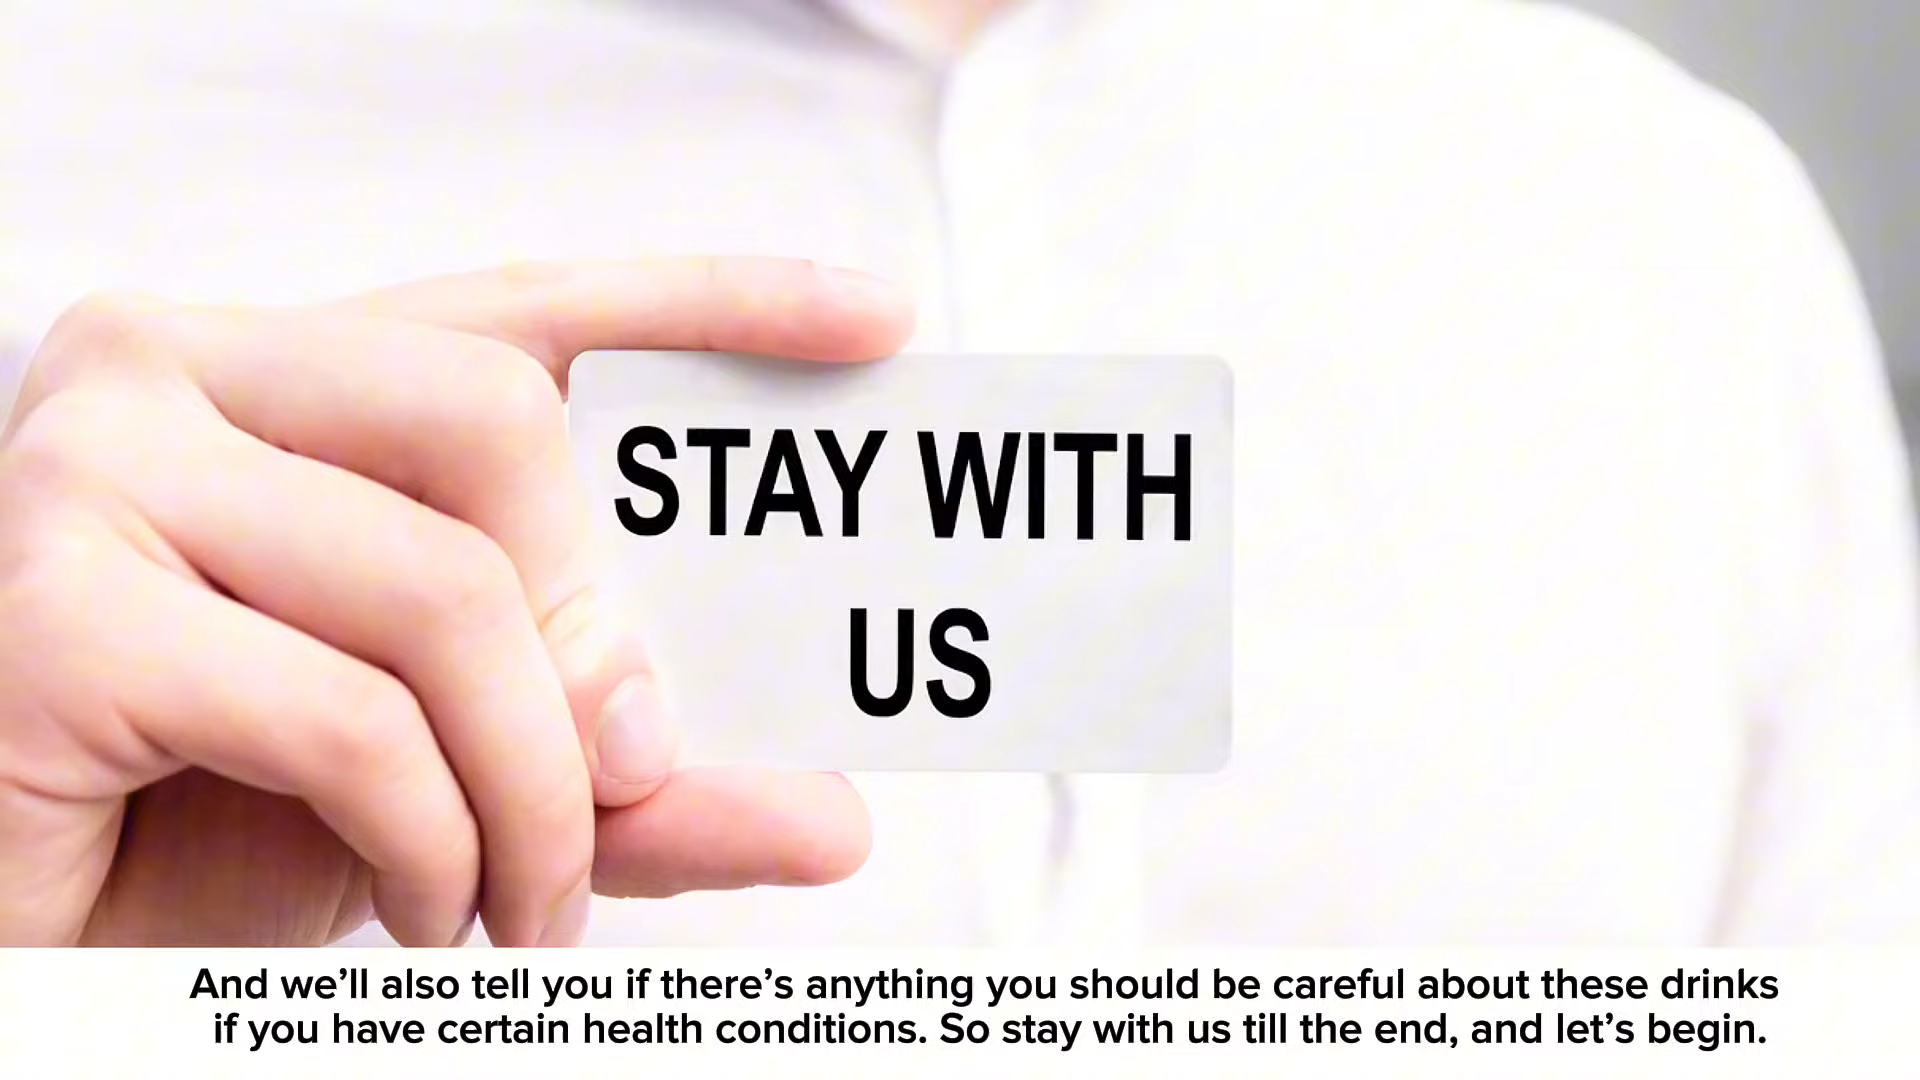 STAY WITH
US
And we’ll also tell you if there’s anything you should be careful about these drinks
if you have certain health conditions. So stay with us till the end, and let’s begin.